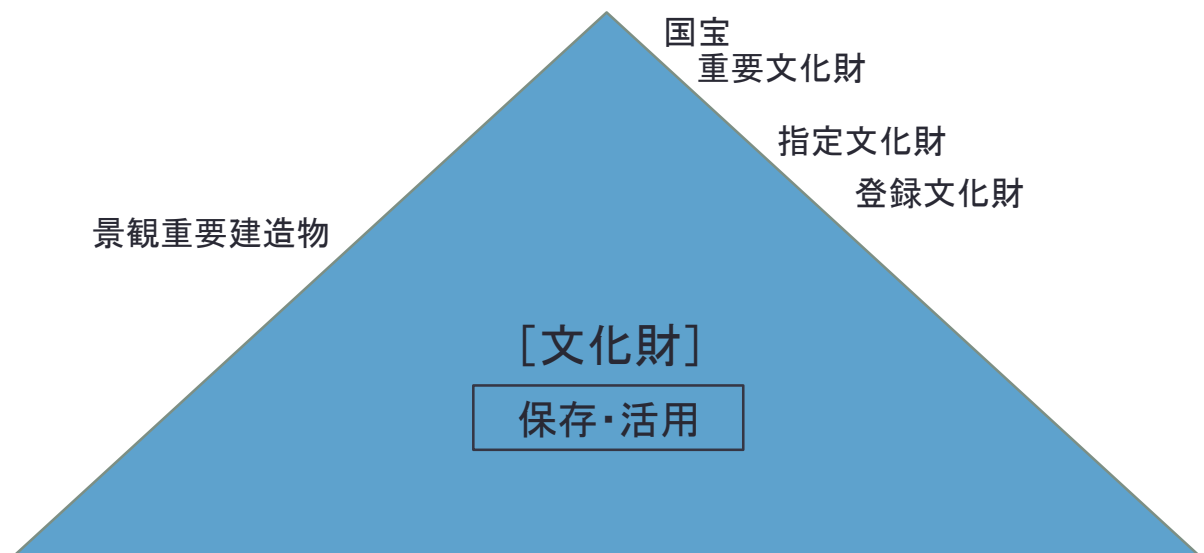 国宝
重要文化財
指定文化財
登録文化財
景観重要建造物
[文化財]
保存・活用